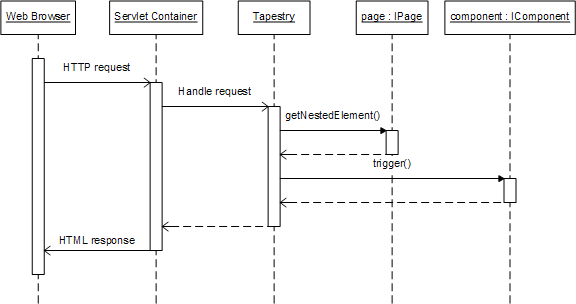 Web Browser
Servlet Container
Tapestry
page : IPage
component : IComponent
HTTP request
Handle request
getNestedElement()
trigger()
HTML response